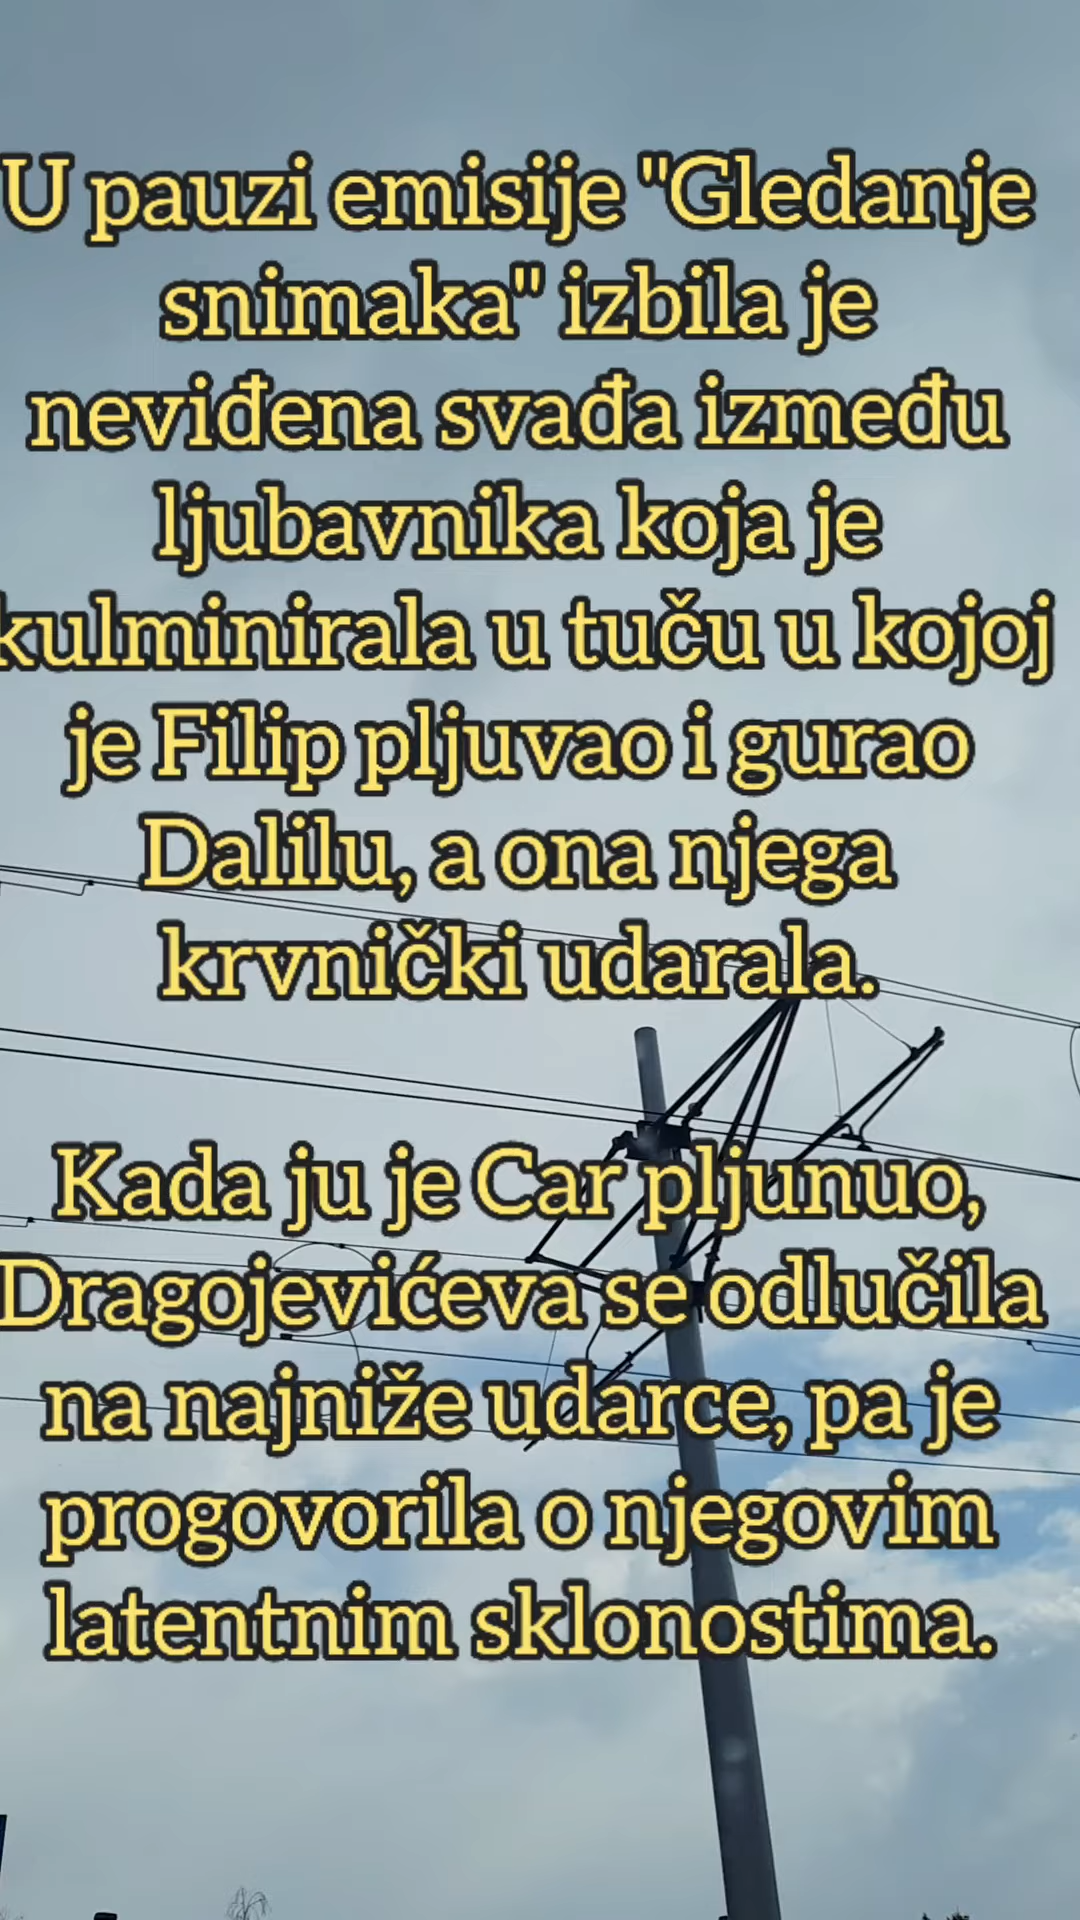 U pauzi emisije "Gledanje
snimaka" izbila je
neviđena svađa između
ljubavnika koja je
kulminirala u tuču u kojoj
je Filip pljuvao i gurao
Dalilu, a ona njega
krvnički udarala.
Kada ju je Car pljunuo,
Dragojevićeva se odlučila
na najniže udarce, pa je
progovorila o njegovim
latentnim sklonostima.